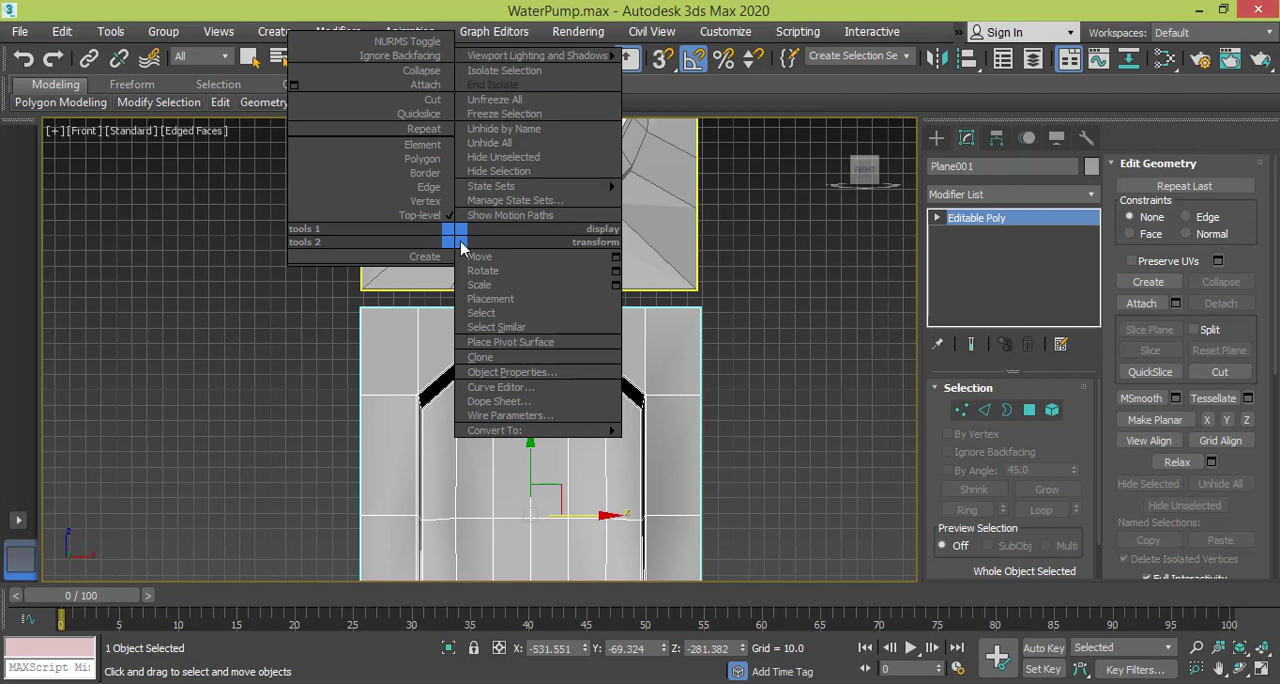 WaterPump.max - Autodesk 3ds Max 2020
File Edit Tools Group Views Create Modifiers Animation Graph Editors Rendering Civil View Customize Scripting Interactive
Sign In Workspaces: Default
All Create Selection Se
Modeling Freeform Selection
Polygon Modeling Modify Selection Edit Geometry
[+] [Front] [Standard] [Edged Faces]
NURMS Toggle
Ignore Backfacing
Collapse
Attach
Cut
Quickslice
Repeat
Element
Polygon
Border
Edge
Vertex
Top-level
tools 1
tools 2
Create
Viewport Lighting and Shadows
Isolate Selection
End Isolate
Unfreeze All
Freeze Selection
Unhide by Name
Unhide All
Hide Unselected
Hide Selection
State Sets
Manage State Sets...
Show Motion Paths
display
transform
Move
Rotate
Scale
Placement
Select
Select Similar
Place Pivot Surface
Clone
Object Properties...
Curve Editor...
Dope Sheet...
Wire Parameters...
Convert To:
x
z
Plane001
Modifier List
Editable Poly
Selection
By Vertex
Ignore Backfacing
By Angle: 45.0
Shrink Grow
Ring Loop
Preview Selection
Off SubObj Multi
Whole Object Selected
Edit Geometry
Repeat Last
Constraints
None Edge
Face Normal
Preserve UVs
Create Collapse
Attach Detach
Slice Plane Split
Slice Reset Plane
QuickSlice Cut
MSmooth Tessellate
Make Planar X Y Z
View Align Grid Align
Relax
Hide Selected Unhide All
Hide Unselected
Named Selections:
Copy Paste
Delete Isolated Vertices
Full Interactivity
< 0 / 100 >
0 5 10 15 20 25 30 35 40 45 50 55 60 65 70 75 80 85 90 95 100
1 Object Selected
X: -531.551 Y: -69.324 Z: -281.382 Grid = 10.0
MAXScript Mi
Click and drag to select and move objects
Add Time Tag
Auto Key Selected
0 Set Key Key Filters...